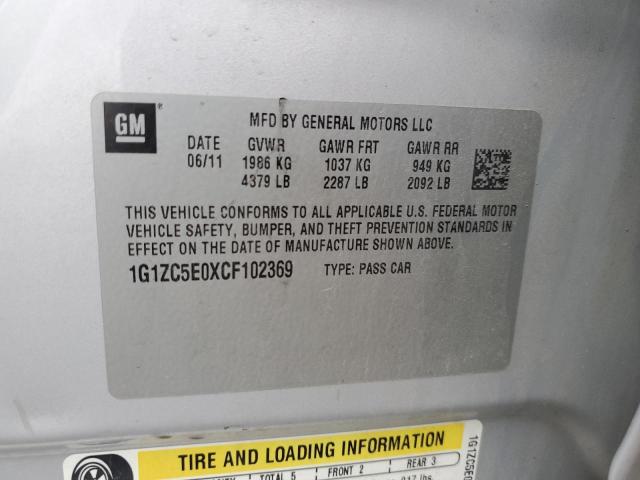 GM ®
MFD BY GENERAL MOTORS LLC
DATE GVWR GAWR FRT GAWR RR
06/11 1986 KG 1037 KG 949 KG
4379 LB 2287 LB 2092 LB
THIS VEHICLE CONFORMS TO ALL APPLICABLE U.S. FEDERAL MOTOR
VEHICLE SAFETY, BUMPER, AND THEFT PREVENTION STANDARDS IN
EFFECT ON THE DATE OF MANUFACTURE SHOWN ABOVE.
1G1ZC5E0XCF102369 TYPE: PASS CAR
TIRE AND LOADING INFORMATION
TOTAL 5 FRONT 2 REAR 3
1G1ZC5E0